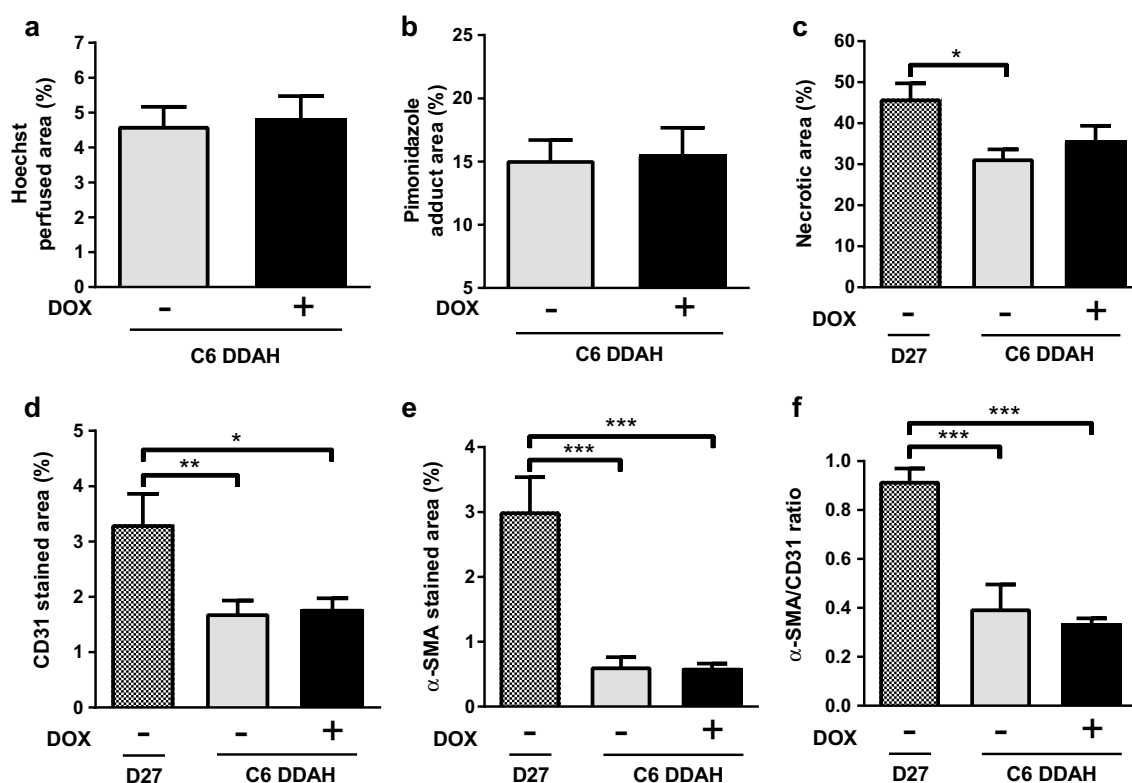 a
Hoechst
perfused area (%)
7
6
5
4
3
2
1
0
DOX - +
C6 DDAH
b
Pimonidazole
adduct area (%)
25
20
15
10
5
- +
C6 DDAH
c
Necrotic area (%)
60
50
40
30
20
10
0
*
DOX - - +
D27 C6 DDAH
d
CD31 stained area (%)
5
4
3
2
1
0
*
**
DOX - - +
D27 C6 DDAH
e
α-SMA stained area (%)
4
3
2
1
0
***
***
DOX - - +
D27 C6 DDAH
f
α-SMA/CD31 ratio
1.0
0.8
0.6
0.4
0.2
0.0
***
***
DOX - - +
D27 C6 DDAH